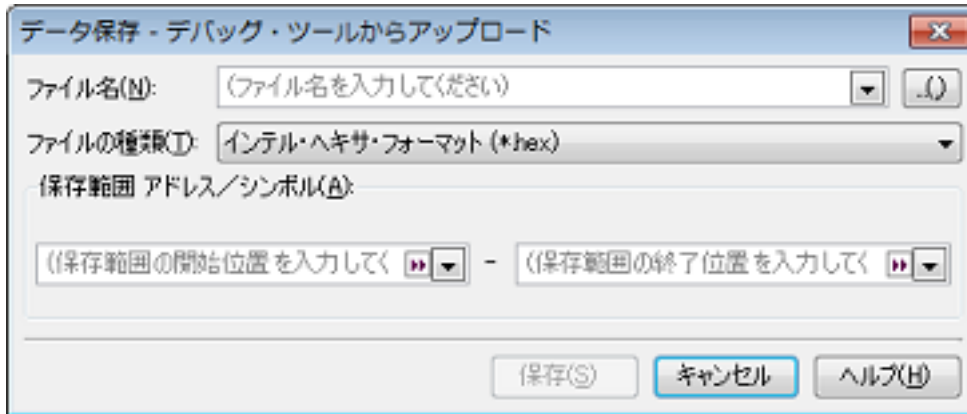 データ保存 - デバッグ・ツールからアップロード
ファイル名(N): (ファイル名を入力してください) ...
ファイルの種類(T): インテル・ヘキサ・フォーマット (*.hex)
保存範囲 アドレス／シンボル(A):
(保存範囲の開始位置を入力してく - (保存範囲の終了位置を入力してく
保存(S) キャンセル ヘルプ(H)